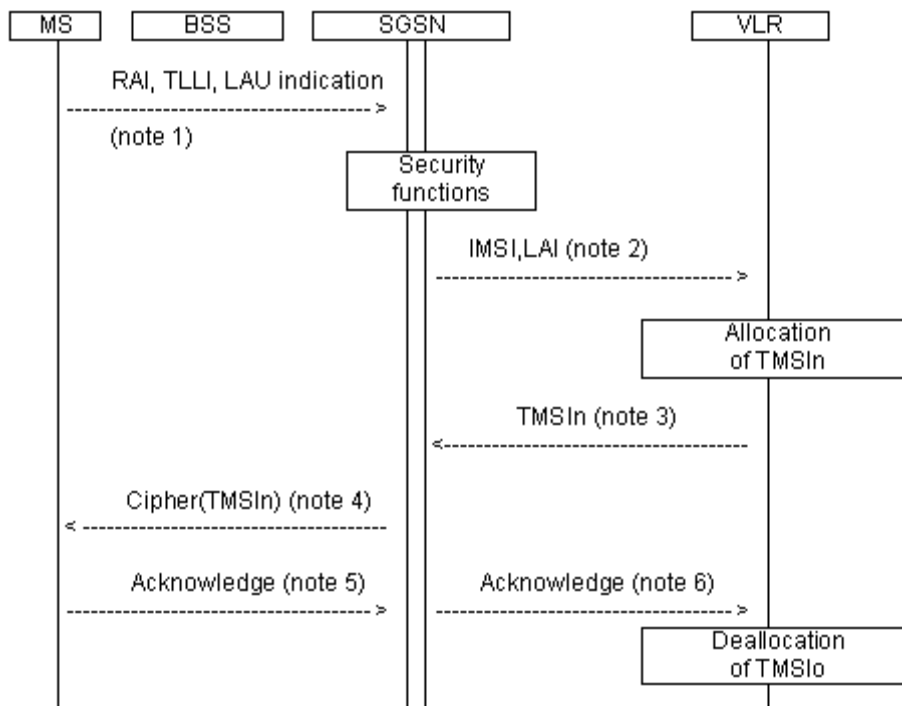 MS BSS SGSN VLR
RAI, TLLI, LAU indication
(note 1)
Security
functions
IMSI,LAI (note 2)
Allocation
of TMSIn
TMSIn (note 3)
Cipher(TMSIn) (note 4)
Acknowledge (note 5) Acknowledge (note 6)
Deallocation
of TMSIo